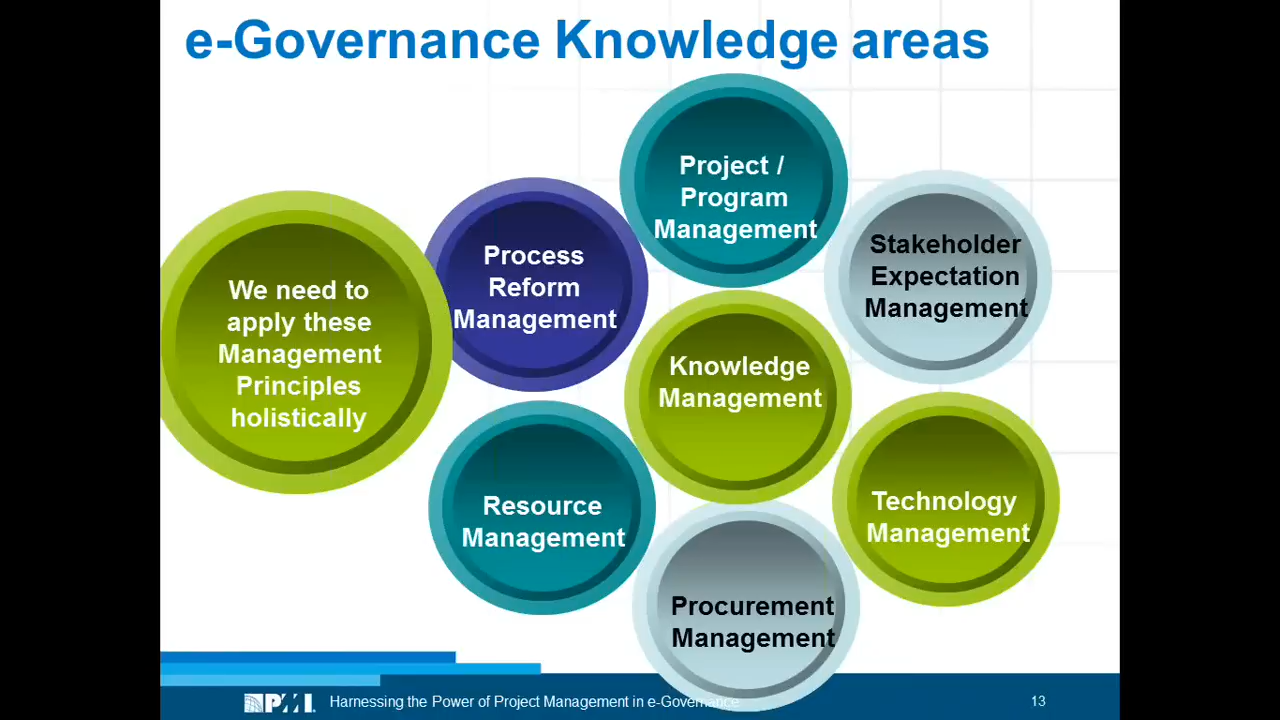 e-Governance Knowledge areas
Project /
Program
Management
Process
Reform
Management
Stakeholder
Expectation
Management
We need to
apply these
Management
Principles
holistically
Knowledge
Management
Resource
Management
Technology
Management
Procurement
Management
PMI
Harnessing the Power of Project Management in e-Governance
13